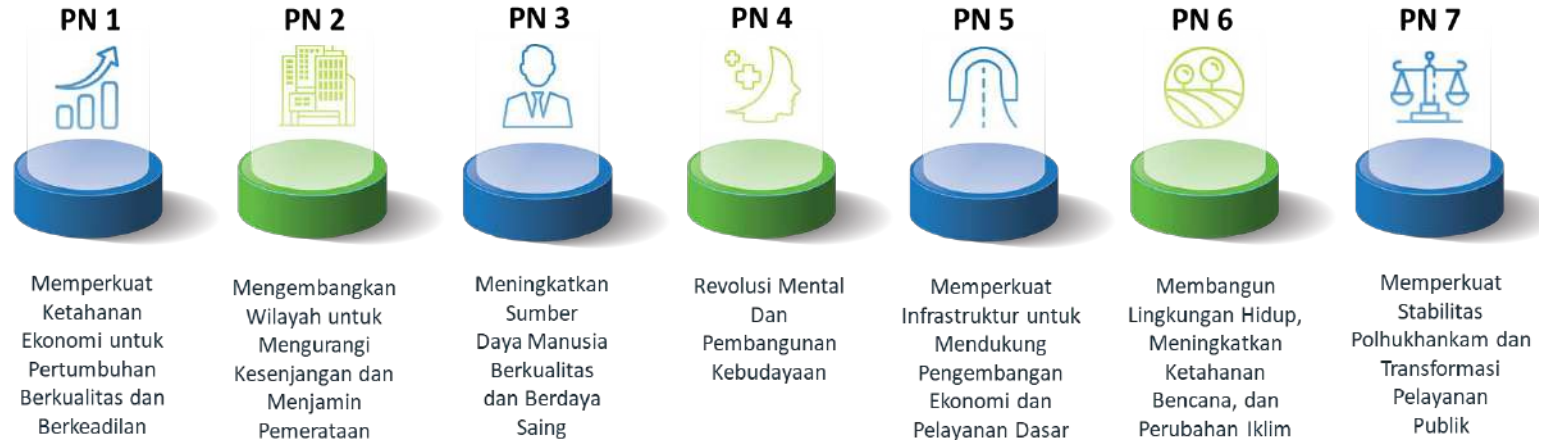 PN 1
Memperkuat
Ketahanan
Ekonomi untuk
Pertumbuhan
Berkualitas dan
Berkeadilan
PN 2
Mengembangkan
Wilayah untuk
Mengurangi
Kesenjangan dan
Menjamin
Pemerataan
PN 3
Meningkatkan
Sumber
Daya Manusia
Berkualitas
dan Berdaya
Saing
PN 4
Revolusi Mental
Dan
Pembangunan
Kebudayaan
PN 5
Memperkuat
Infrastruktur untuk
Mendukung
Pengembangan
Ekonomi dan
Pelayanan Dasar
PN 6
Membangun
Lingkungan Hidup,
Meningkatkan
Ketahanan
Bencana, dan
Perubahan Iklim
PN 7
Memperkuat
Stabilitas
Polhukhankam dan
Transformasi
Pelayanan
Publik